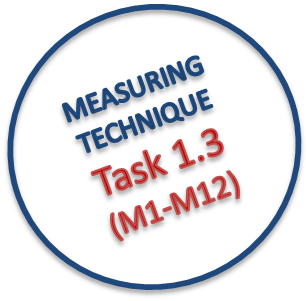 MEASURING
TECHNIQUE
Task 1.3
(M1-M12)